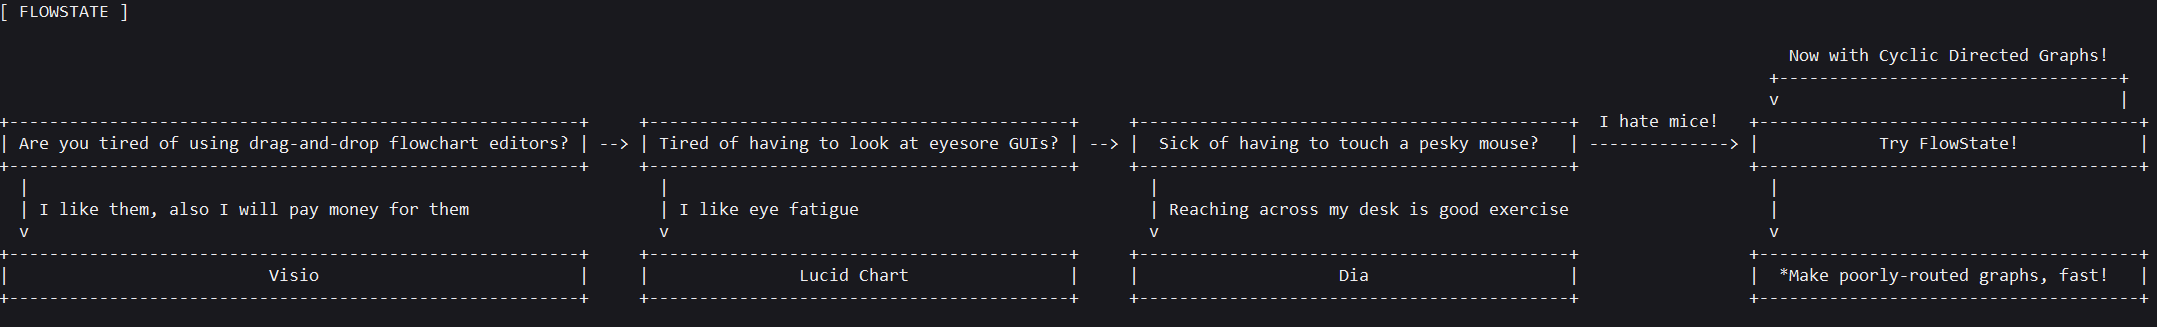 [ FLOWSTATE ]
Now with Cyclic Directed Graphs!
I hate mice!
Are you tired of using drag-and-drop flowchart editors?
Tired of having to look at eyesore GUIs?
Sick of having to touch a pesky mouse?
Try FlowState!
I like them, also I will pay money for them
I like eye fatigue
Reaching across my desk is good exercise
Visio
Lucid Chart
Dia
*Make poorly-routed graphs, fast!